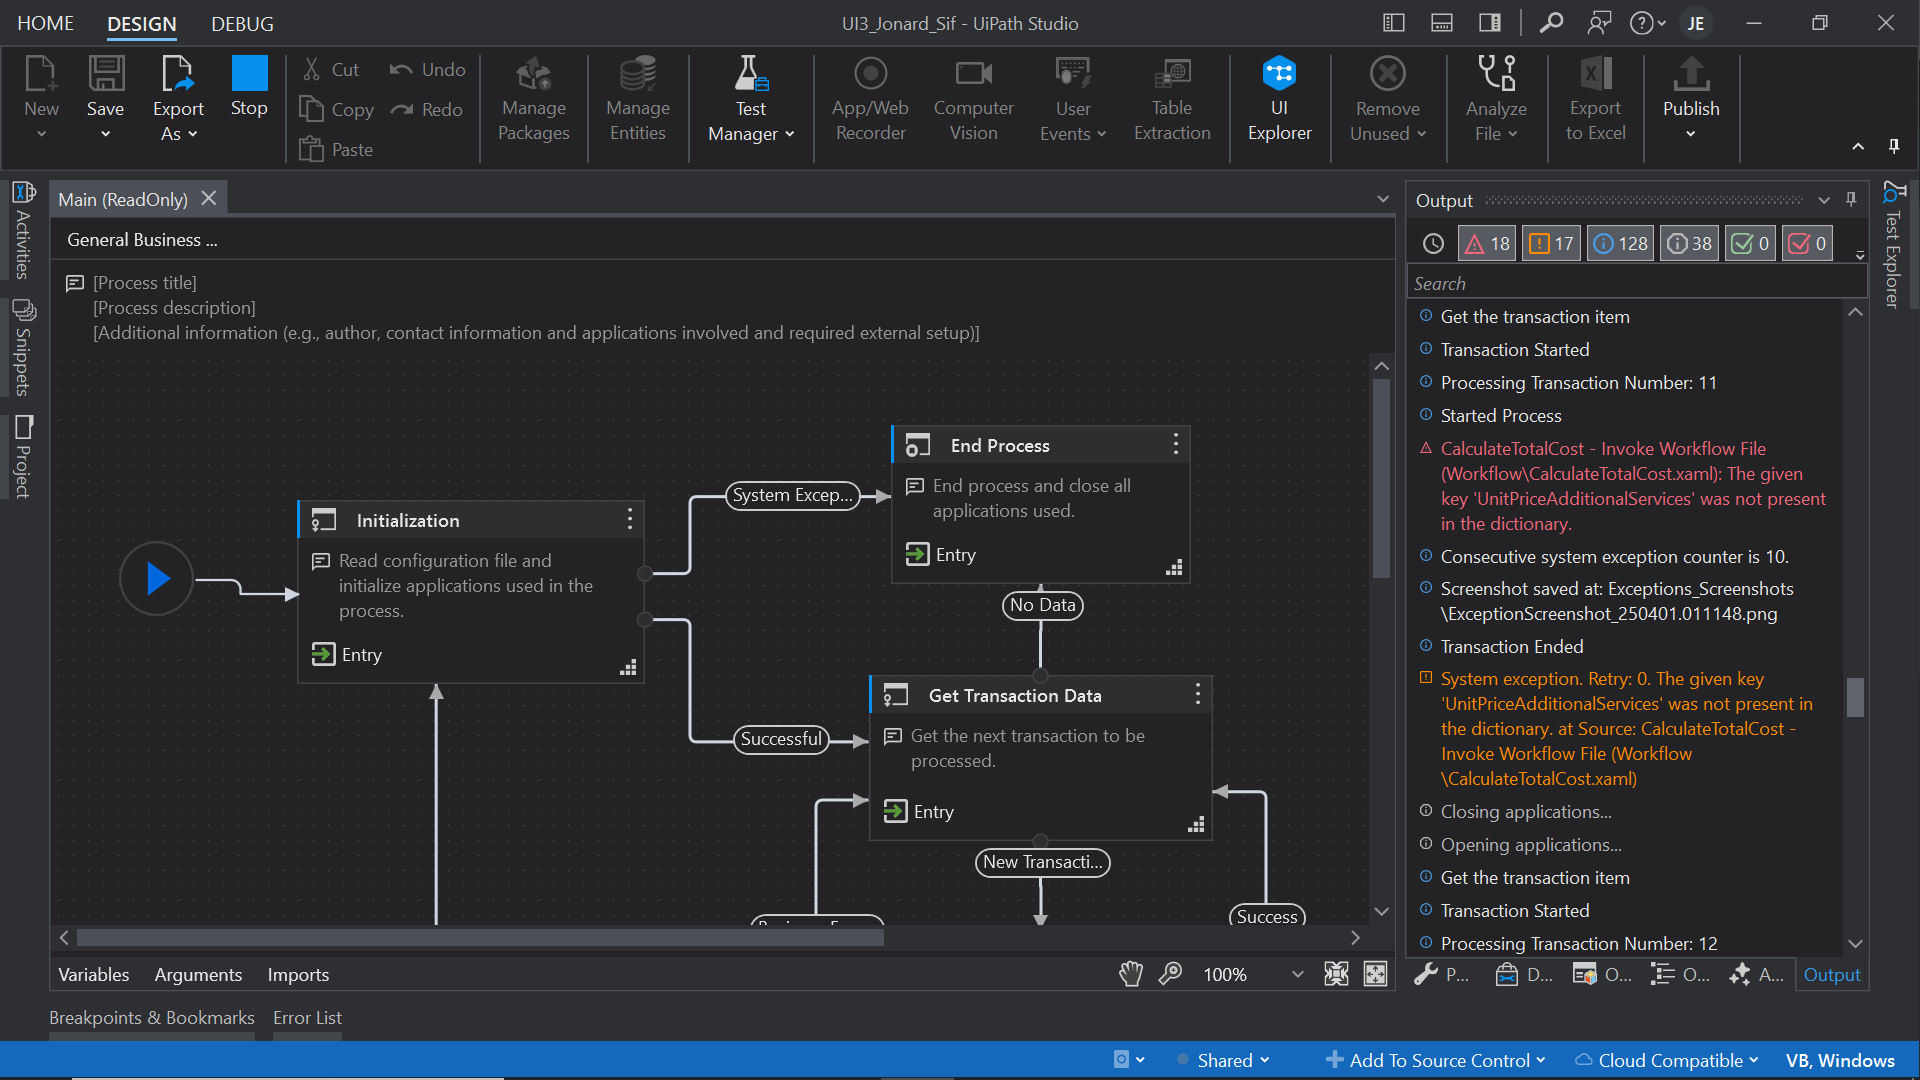 HOME DESIGN DEBUG
UI3_Jonard_Sif - UiPath Studio
JE
New
Save
Export As
Stop
Cut
Copy
Paste
Undo
Redo
Manage Packages
Manage Entities
Test Manager
App/Web Recorder
Computer Vision
User Events
Table Extraction
UI Explorer
Remove Unused
Analyze File
Export to Excel
Publish
Activities
Snippets
Project
Main (ReadOnly)
General Business ...
[Process title]
[Process description]
[Additional information (e.g., author, contact information and applications involved and required external setup)]
Initialization
Read configuration file and
initialize applications used in the
process.
Entry
System Excep...
End Process
End process and close all
applications used.
Entry
No Data
Successful
Get Transaction Data
Get the next transaction to be
processed.
Entry
New Transacti...
Success
Variables Arguments Imports
100%
Breakpoints & Bookmarks Error List
Output
18 17 128 38 0 0
Search
Get the transaction item
Transaction Started
Processing Transaction Number: 11
Started Process
CalculateTotalCost - Invoke Workflow File
(Workflow\CalculateTotalCost.xaml): The given
key 'UnitPriceAdditionalServices' was not present
in the dictionary.
Consecutive system exception counter is 10.
Screenshot saved at: Exceptions_Screenshots
\ExceptionScreenshot_250401.011148.png
Transaction Ended
System exception. Retry: 0. The given key
'UnitPriceAdditionalServices' was not present in
the dictionary. at Source: CalculateTotalCost -
Invoke Workflow File (Workflow
\CalculateTotalCost.xaml)
Closing applications...
Opening applications...
Get the transaction item
Transaction Started
Processing Transaction Number: 12
P... D... O... O... A... Output
Test Explorer
Shared
Add To Source Control
Cloud Compatible
VB, Windows